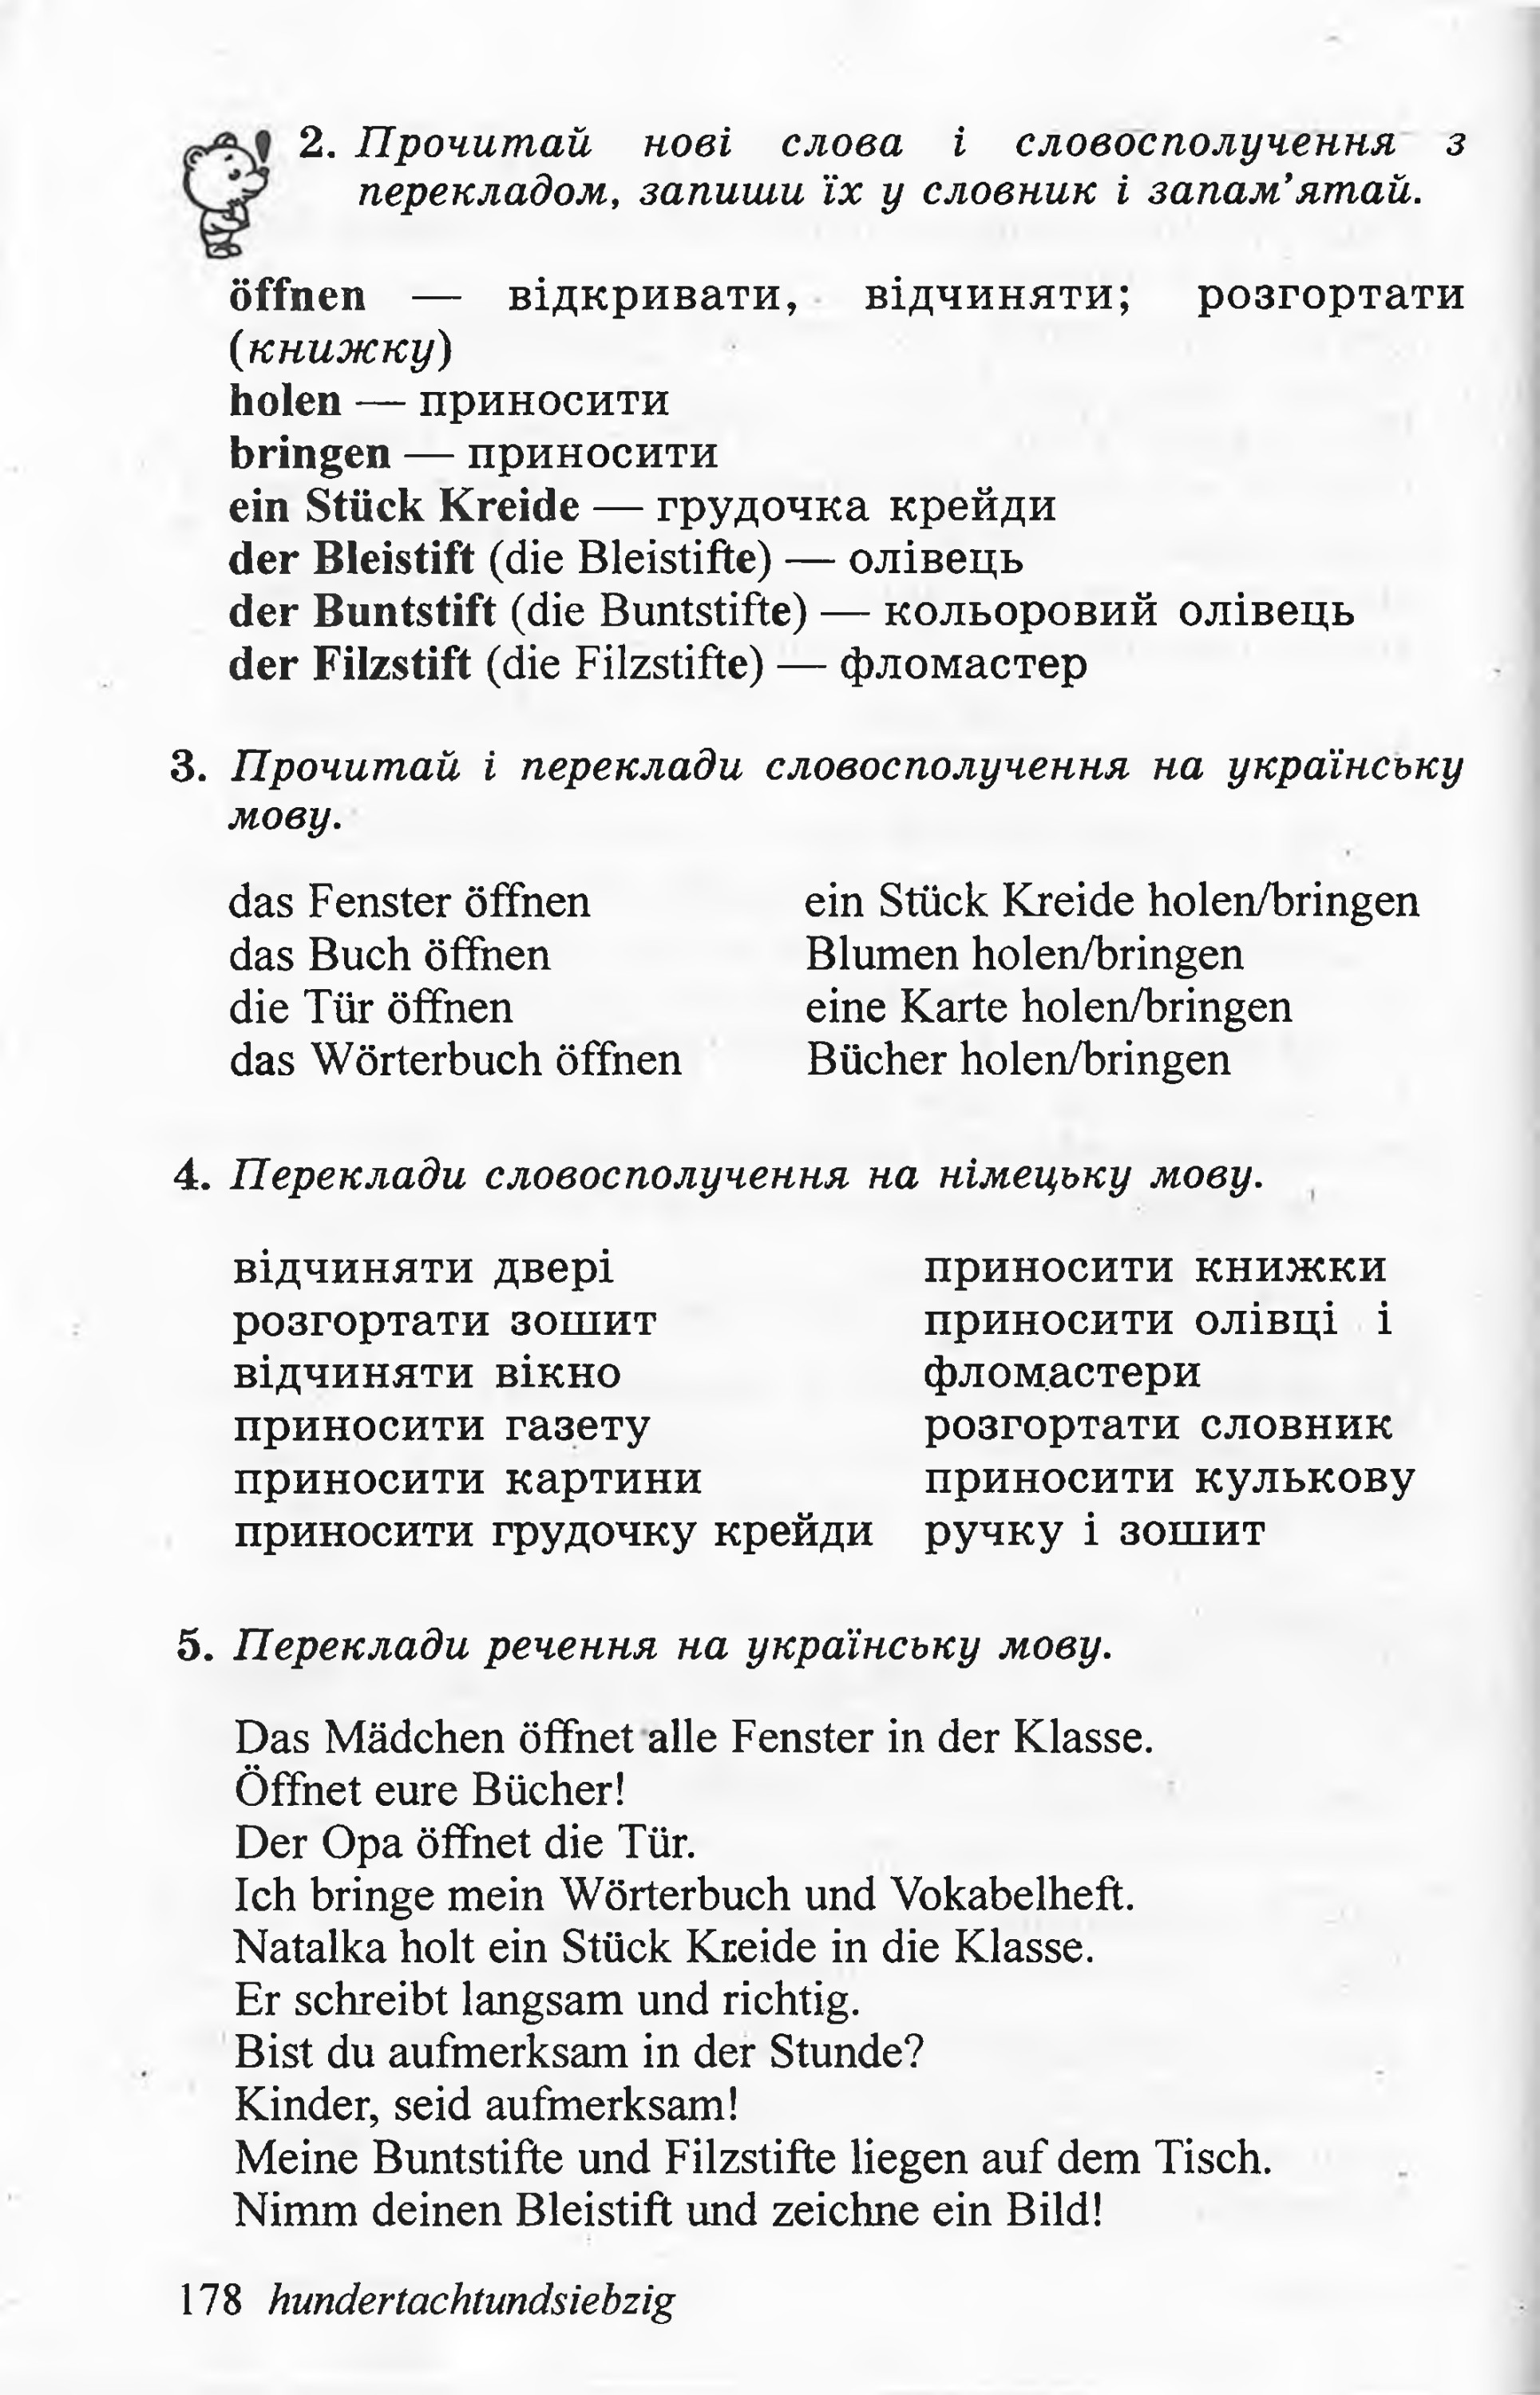 2. Прочитай нові слова і словосполучення з
перекладом, запиши їх у словник і запам’ятай.
öffnen — відкривати, відчиняти; розгортати
(книжку)
holen — приносити
bringen — приносити
ein Stück Kreide — грудочка крейди
der Bleistift (die Bleistifte) — олівець
der Buntstift (die Buntstifte) — кольоровий олівець
der Filzstift (die Filzstifte) — фломастер
3. Прочитай і переклади словосполучення на українську
мову.
das Fenster öffnen
das Buch öffnen
die Tür öffnen
das Wörterbuch öffnen
ein Stück Kreide holen/bringen
Blumen holen/bringen
eine Karte holen/bringen
Bücher holen/bringen
4. Переклади словосполучення на німецьку мову.
відчиняти двері
розгортати зошит
відчиняти вікно
приносити газету
приносити картини
приносити грудочку крейди
приносити книжки
приносити олівці і
фломастери
розгортати словник
приносити кулькову
ручку і зошит
5. Переклади речення на українську мову.
Das Mädchen öffnet alle Fenster in der Klasse.
Öffnet eure Bücher!
Der Opa öffnet die Tür.
Ich bringe mein Wörterbuch und Vokabelheft.
Natalka holt ein Stück Kreide in die Klasse.
Er schreibt langsam und richtig.
Bist du aufmerksam in der Stunde?
Kinder, seid aufmerksam!
Meine Buntstifte und Filzstifte liegen auf dem Tisch.
Nimm deinen Bleistift und zeichne ein Bild!
178 hundertachtundsiebzig